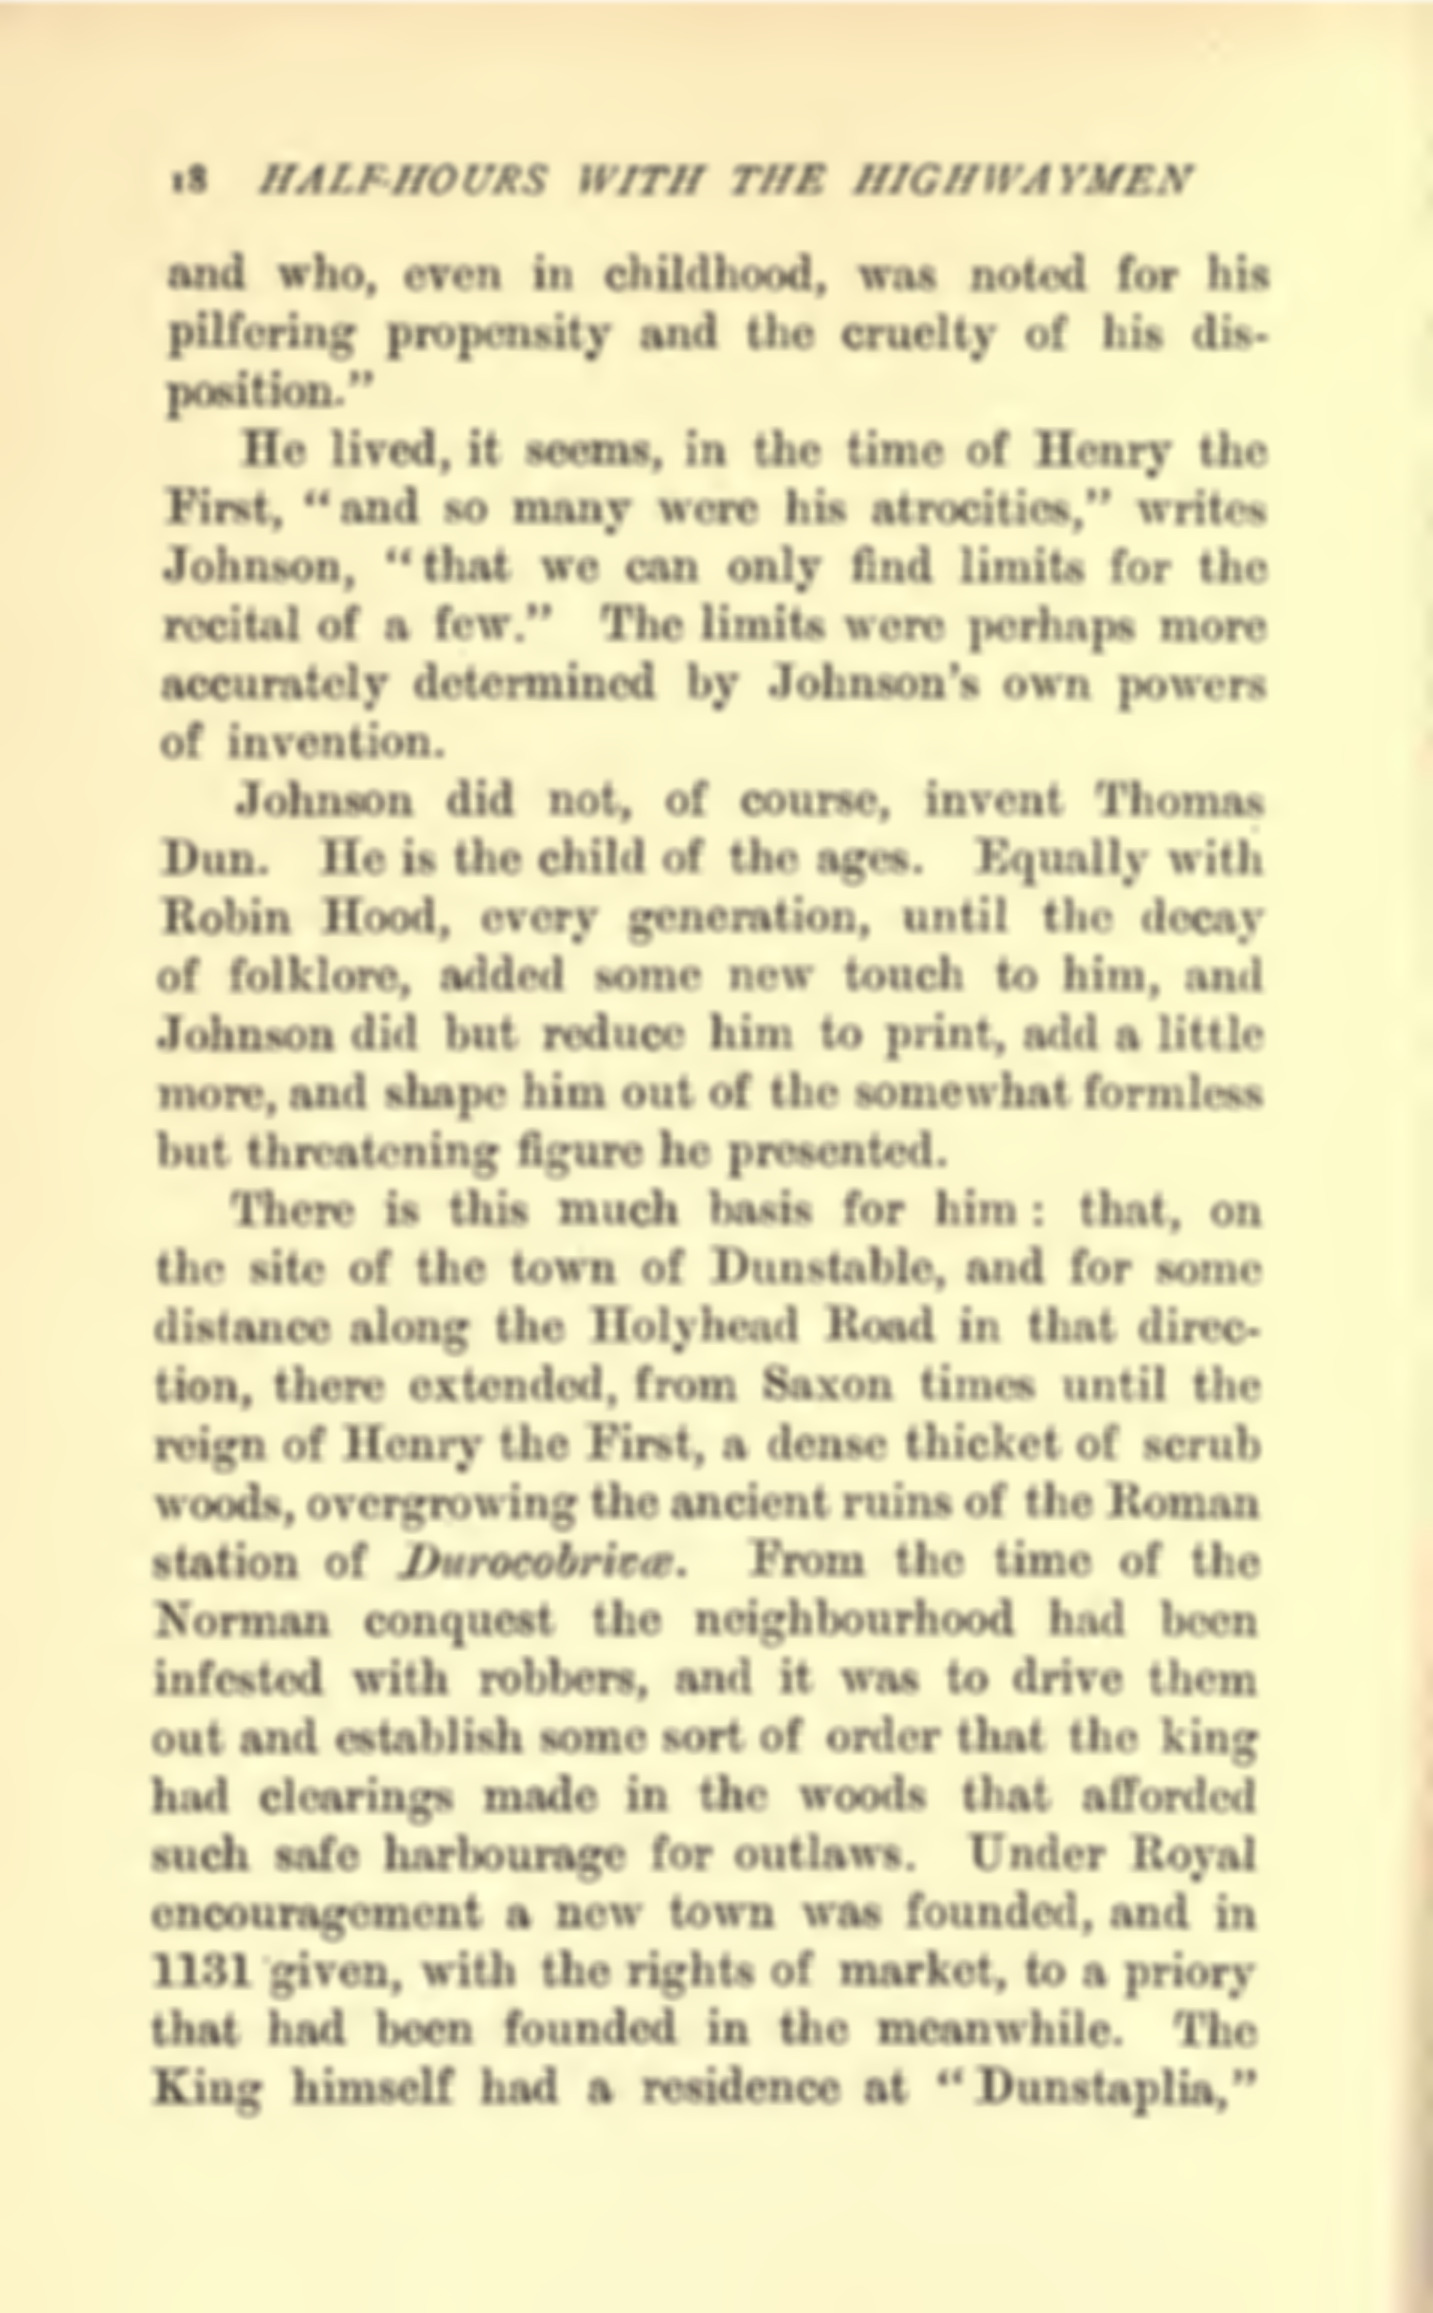 18 HALF-HOURS WITH THE HIGHWAYMEN
and who, even in childhood, was noted for his
pilfering propensity and the cruelty of his dis-
position.”
He lived, it seems, in the time of Henry the
First, “and so many were his atrocities,” writes
Johnson, “that we can only find limits for the
recital of a few.” The limits were perhaps more
accurately determined by Johnson’s own powers
of invention.
Johnson did not, of course, invent Thomas
Dun. He is the child of the ages. Equally with
Robin Hood, every generation, until the decay
of folklore, added some new touch to him, and
Johnson did but reduce him to print, add a little
more, and shape him out of the somewhat formless
but threatening figure he presented.
There is this much basis for him: that, on
the site of the town of Dunstable, and for some
distance along the Holyhead Road in that direc-
tion, there extended, from Saxon times until the
reign of Henry the First, a dense thicket of scrub
woods, overgrowing the ancient ruins of the Roman
station of Durocobrivæ. From the time of the
Norman conquest the neighbourhood had been
infested with robbers, and it was to drive them
out and establish some sort of order that the king
had clearings made in the woods that afforded
such safe harbourage for outlaws. Under Royal
encouragement a new town was founded, and in
1131 given, with the rights of market, to a priory
that had been founded in the meanwhile. The
King himself had a residence at “Dunstaplia,”